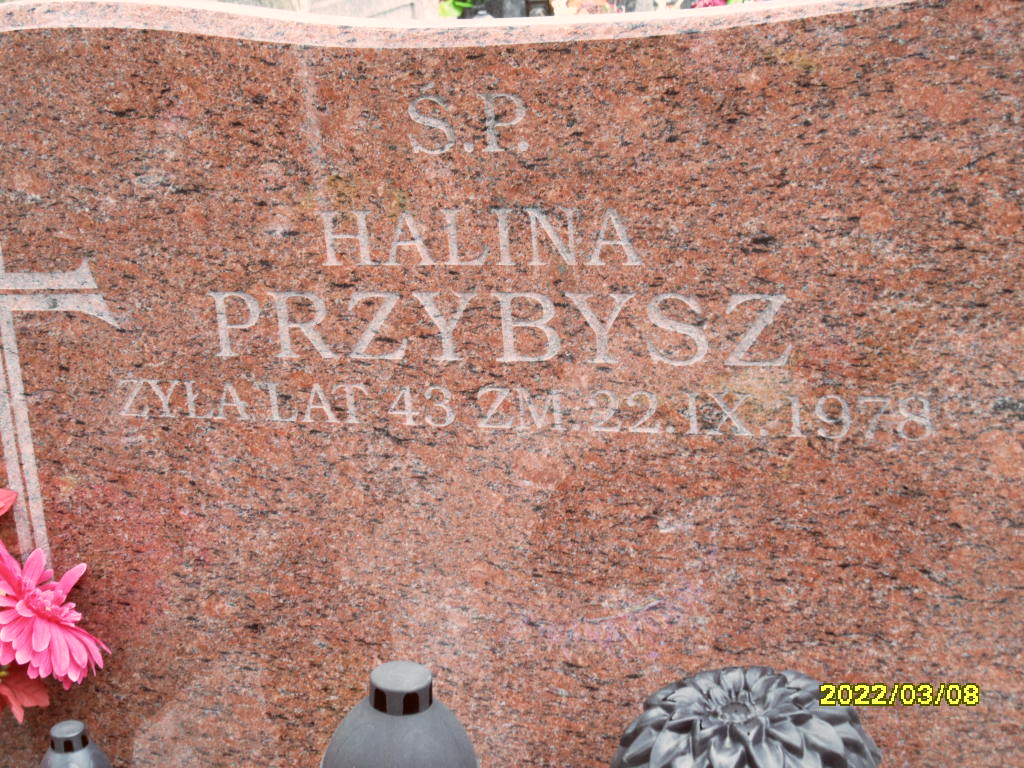 Ś.P.
HALINA
PRZYBYSZ
ŻYŁA LAT 43 ZM. 22.IX.1978
2022/03/08